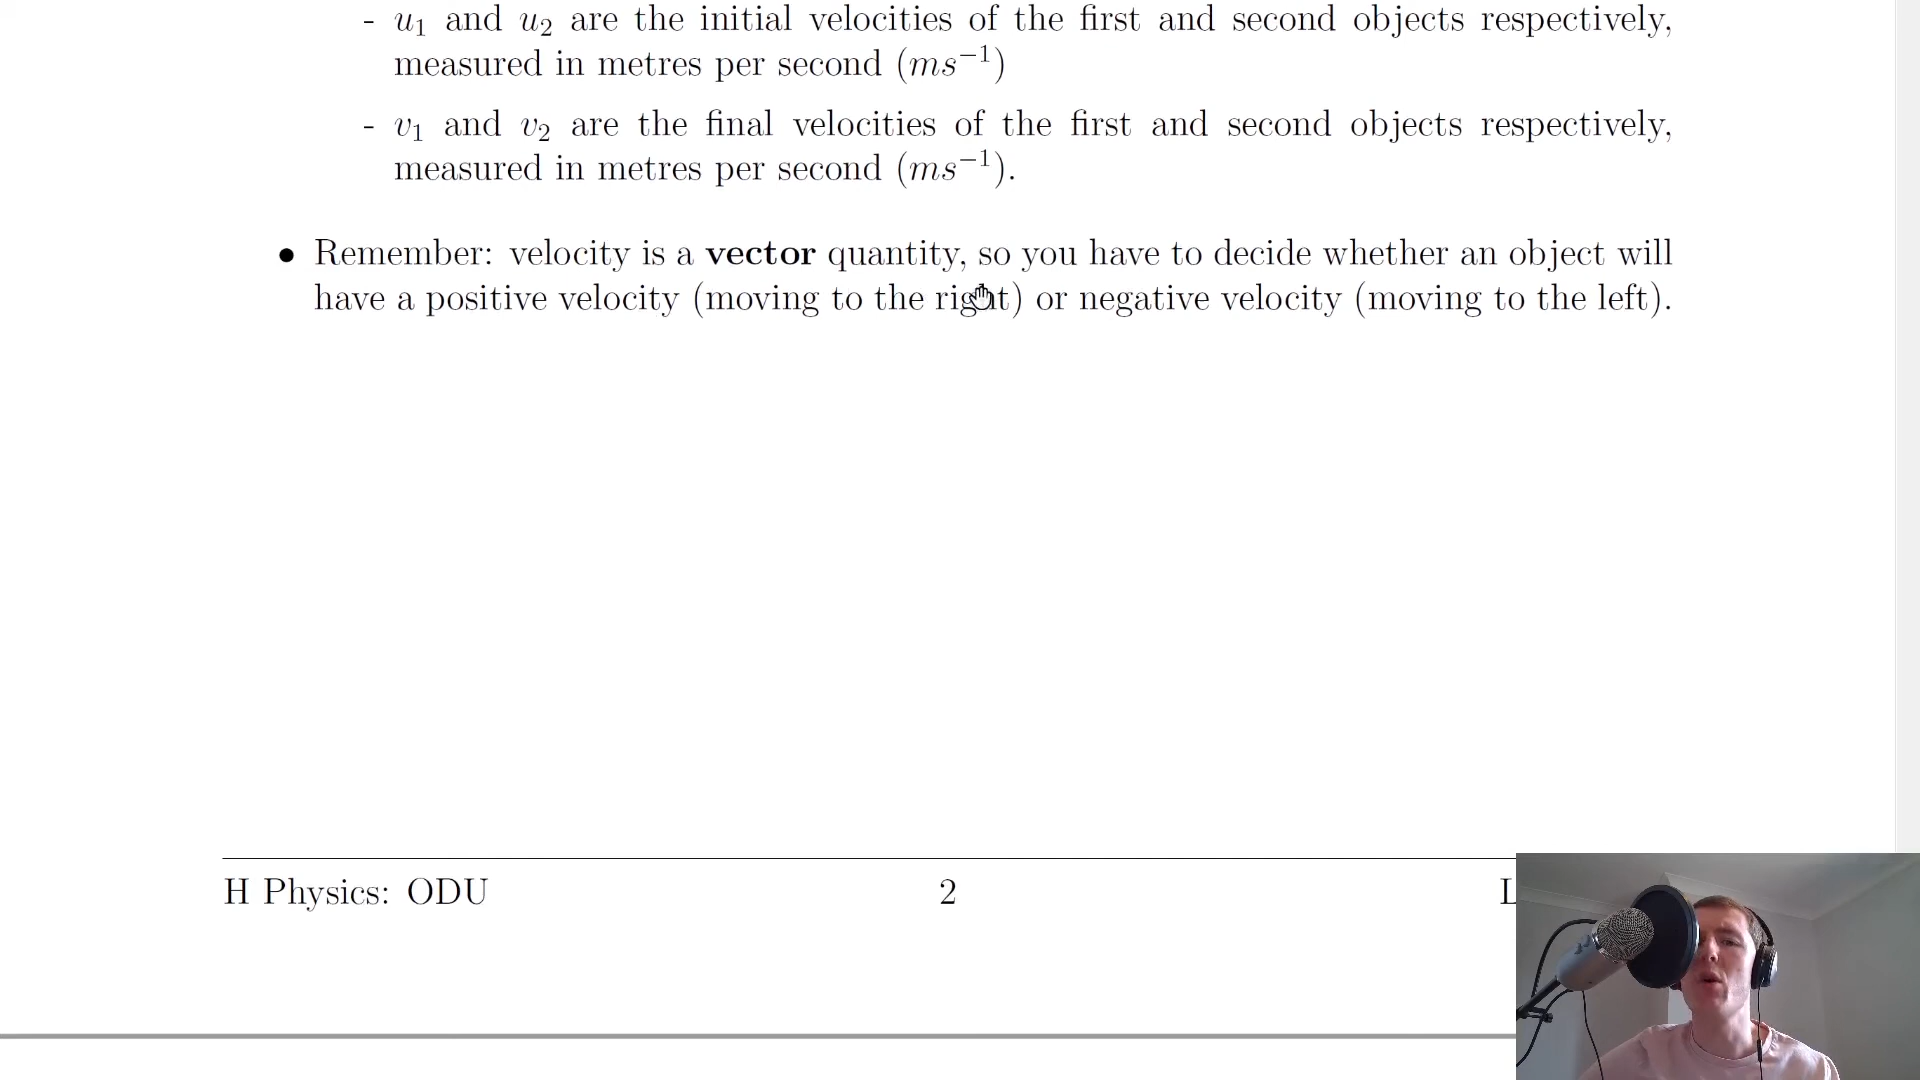 - u₁ and u₂ are the initial velocities of the first and second objects respectively,
measured in metres per second (ms⁻¹)
- v₁ and v₂ are the final velocities of the first and second objects respectively,
measured in metres per second (ms⁻¹).
• Remember: velocity is a vector quantity, so you have to decide whether an object will
have a positive velocity (moving to the right) or negative velocity (moving to the left).
H Physics: ODU 2